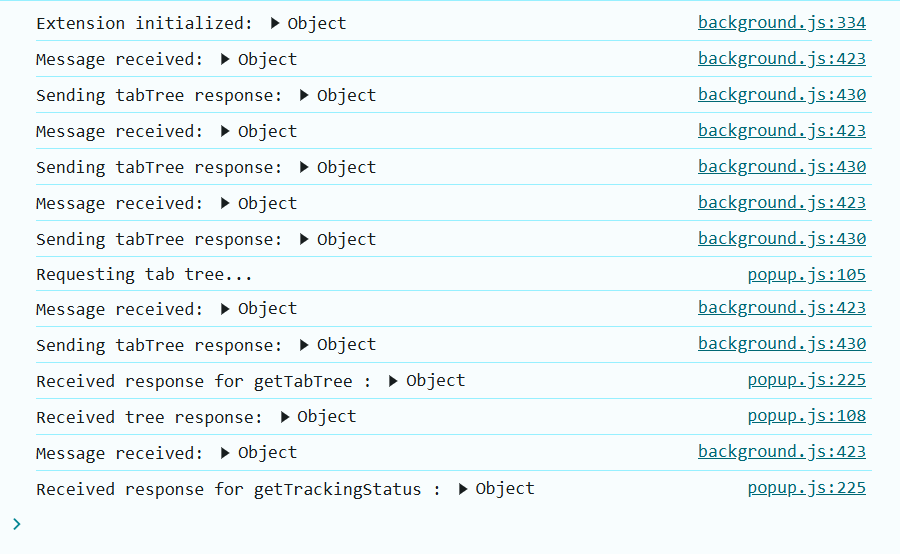 Extension initialized: ▶ Object background.js:334
Message received: ▶ Object background.js:423
Sending tabTree response: ▶ Object background.js:430
Message received: ▶ Object background.js:423
Sending tabTree response: ▶ Object background.js:430
Message received: ▶ Object background.js:423
Sending tabTree response: ▶ Object background.js:430
Requesting tab tree... popup.js:105
Message received: ▶ Object background.js:423
Sending tabTree response: ▶ Object background.js:430
Received response for getTabTree : ▶ Object popup.js:225
Received tree response: ▶ Object popup.js:108
Message received: ▶ Object background.js:423
Received response for getTrackingStatus : ▶ Object popup.js:225